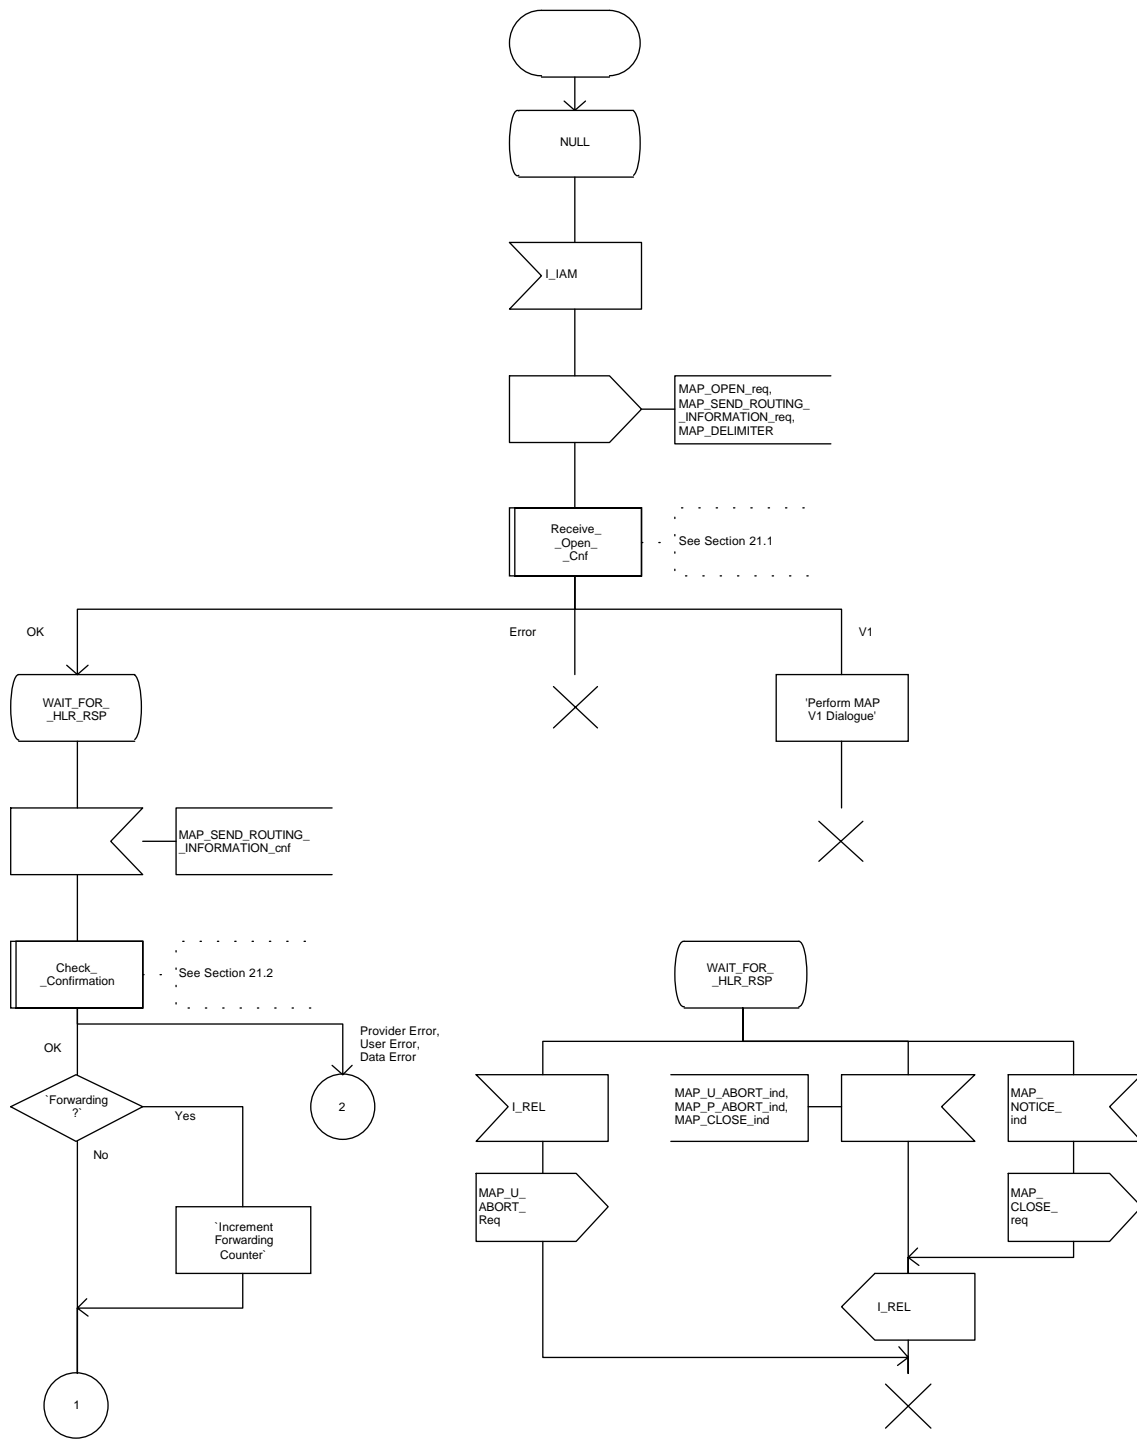 NULL
I_IAM
MAP_OPEN_req,
MAP_SEND_ROUTING_
_INFORMATION_req,
MAP_DELIMITER
Receive_
_Open_
_Cnf
See Section 21.1
OK
Error
V1
WAIT_FOR_
_HLR_RSP
'Perform MAP
V1 Dialogue'
MAP_SEND_ROUTING_
_INFORMATION_cnf
Check_
_Confirmation
See Section 21.2
OK
Provider Error,
User Error,
Data Error
`Forwarding
?`
Yes
No
2
`Increment
Forwarding
Counter`
1
WAIT_FOR_
_HLR_RSP
I_REL
MAP_U_ABORT_ind,
MAP_P_ABORT_ind,
MAP_CLOSE_ind
MAP_
NOTICE_
ind
MAP_U_
ABORT_
Req
MAP_
CLOSE_
req
I_REL